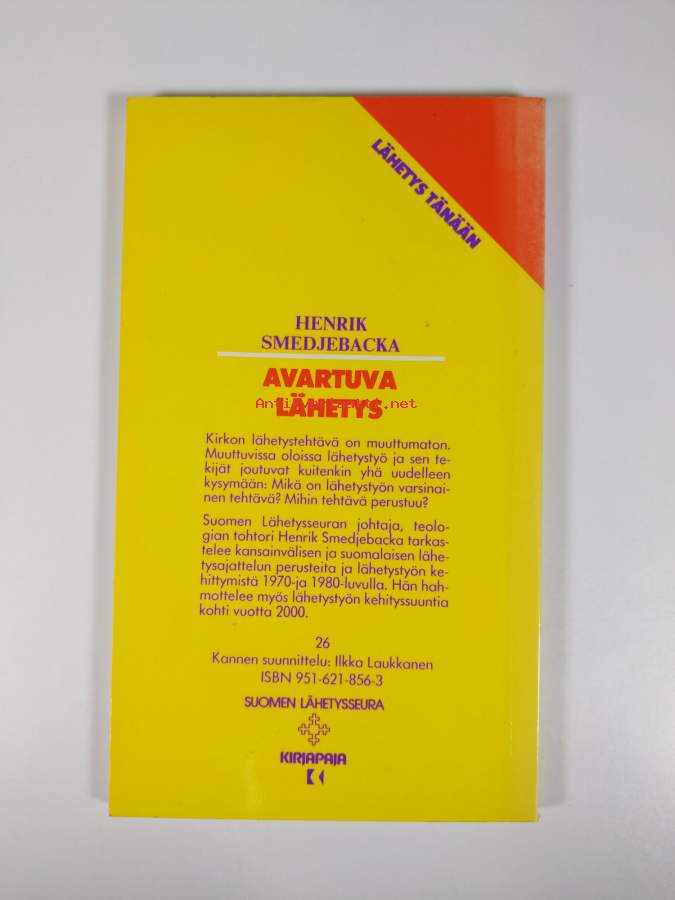 LÄHETYS TÄNÄÄN
HENRIK
SMEDJEBACKA
AVARTUVA
LÄHETYS
Kirkon lähetystehtävä on muuttumaton.
Muuttuvissa oloissa lähetystyö ja sen te-
kijät joutuvat kuitenkin yhä uudelleen
kysymään: Mikä on lähetystyön varsinai-
nen tehtävä? Mihin tehtävä perustuu?
Suomen Lähetysseuran johtaja, teolo-
gian tohtori Henrik Smedjebacka tarkas-
telee kansainvälisen ja suomalaisen lähe-
tysajattelun perusteita ja lähetystyön ke-
hittymistä 1970-ja 1980-luvulla. Hän hah-
mottelee myös lähetystyön kehityssuuntia
kohti vuotta 2000.
26
Kannen suunnittelu: Ilkka Laukkanen
ISBN 951-621-856-3
SUOMEN LÄHETYSSEURA
KIRJAPAJA